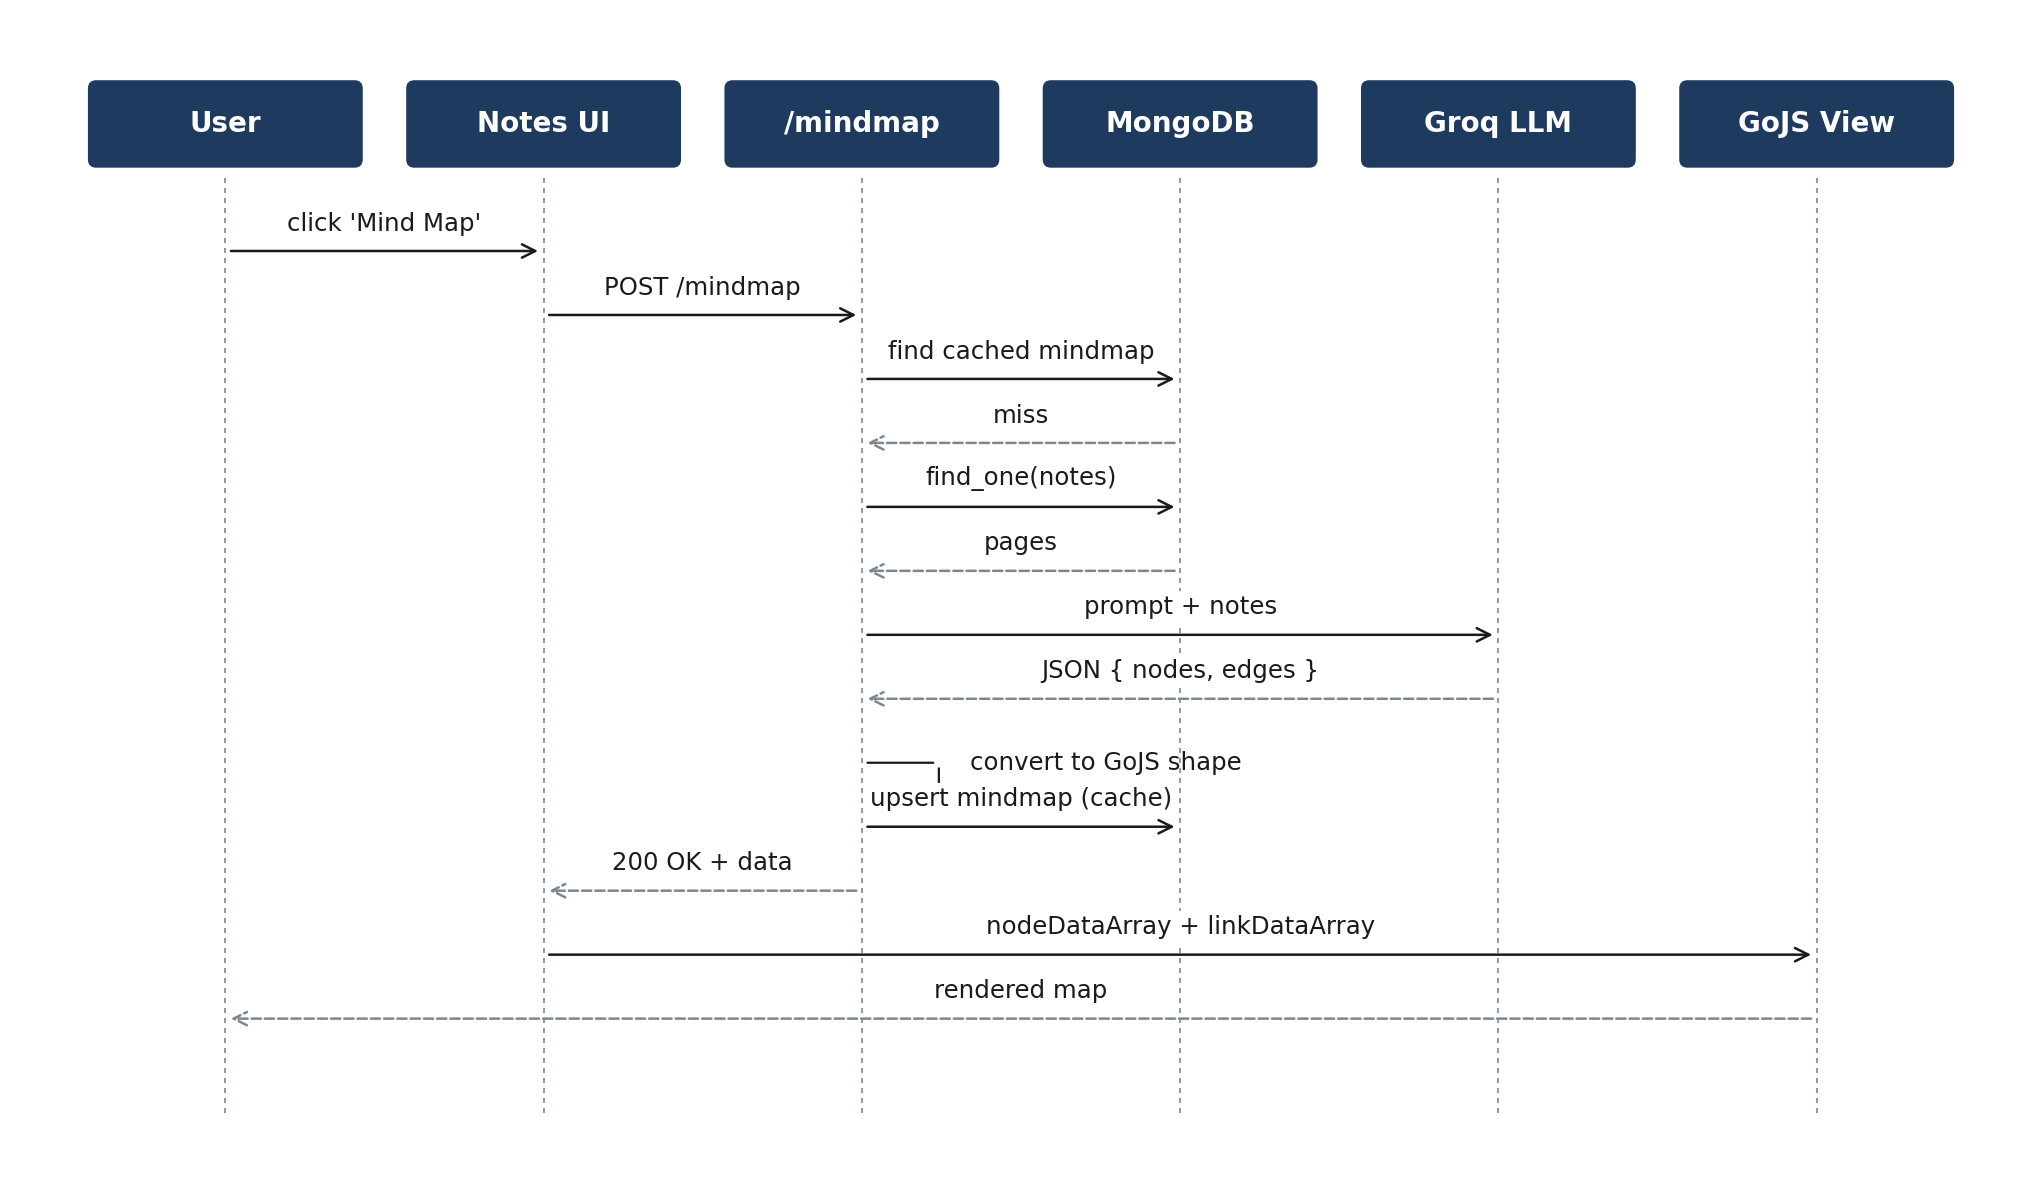 User
Notes UI
/mindmap
MongoDB
Groq LLM
GoJS View
click 'Mind Map'
POST /mindmap
find cached mindmap
miss
find_one(notes)
pages
prompt + notes
JSON { nodes, edges }
convert to GoJS shape
upsert mindmap (cache)
200 OK + data
nodeDataArray + linkDataArray
rendered map